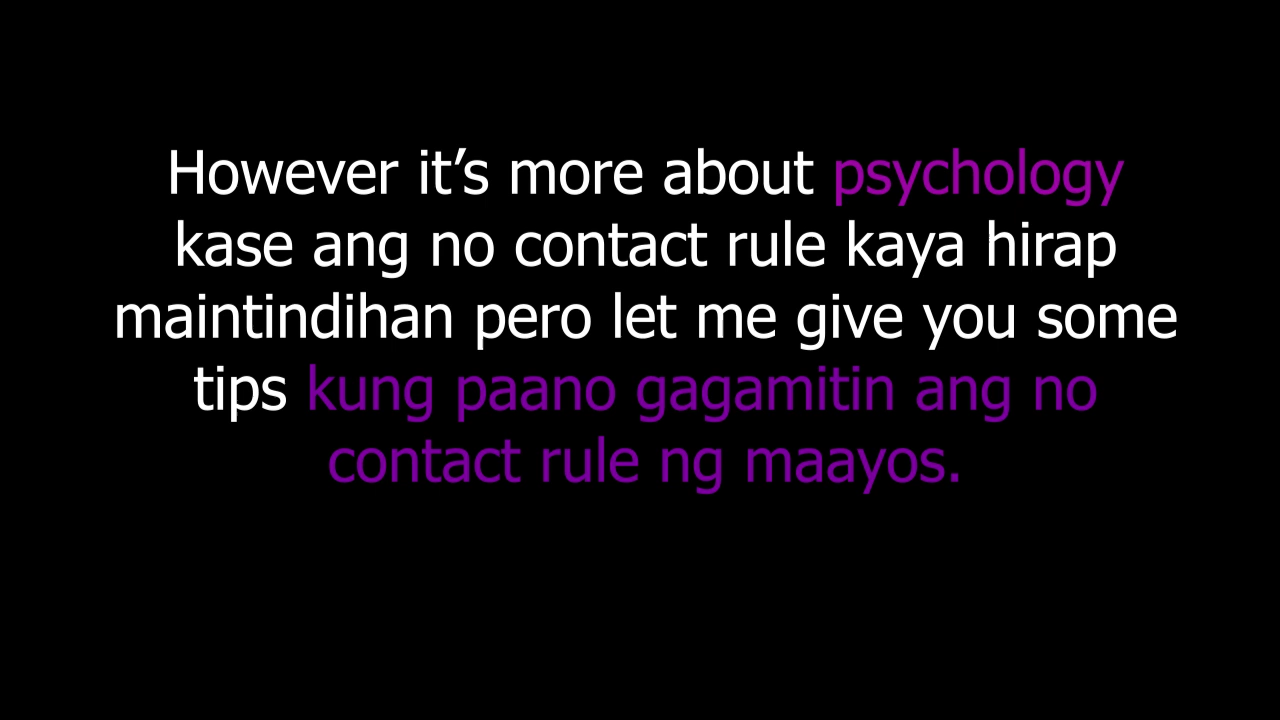 However it’s more about psychology
kase ang no contact rule kaya hirap
maintindihan pero let me give you some
tips kung paano gagamitin ang no
contact rule ng maayos.